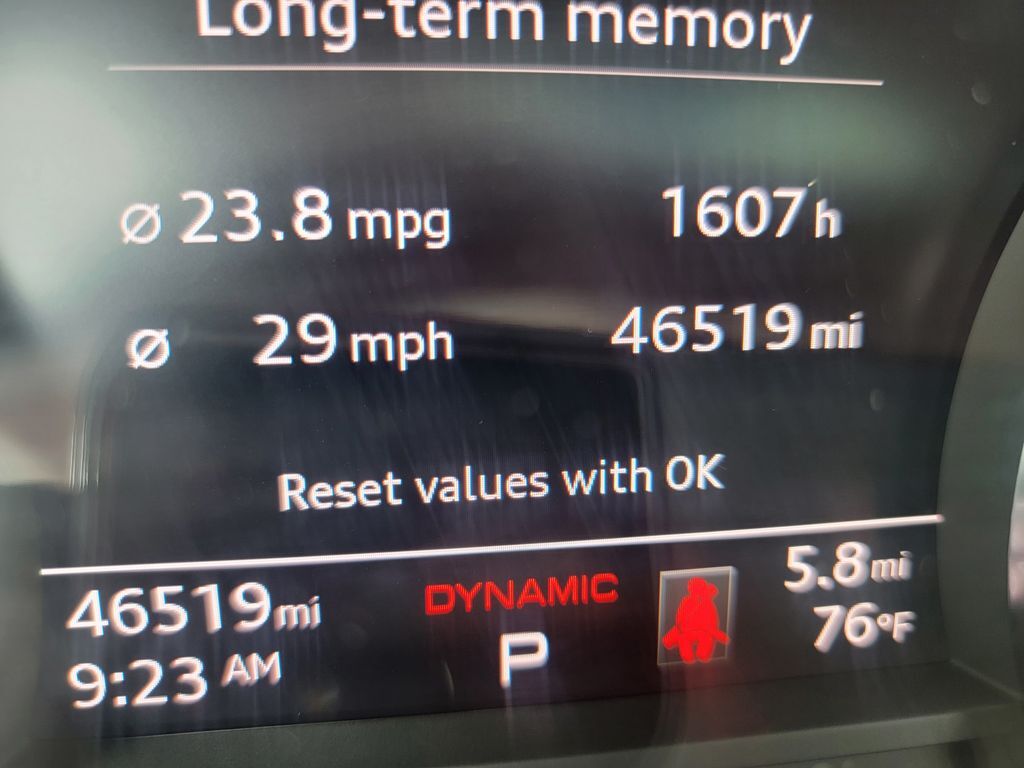 Long-term memory
Ø 23.8 mpg 1607 h
Ø 29 mph 46519 mi
Reset values with OK
46519 mi DYNAMIC 5.8 mi
9:23 AM P 76°F